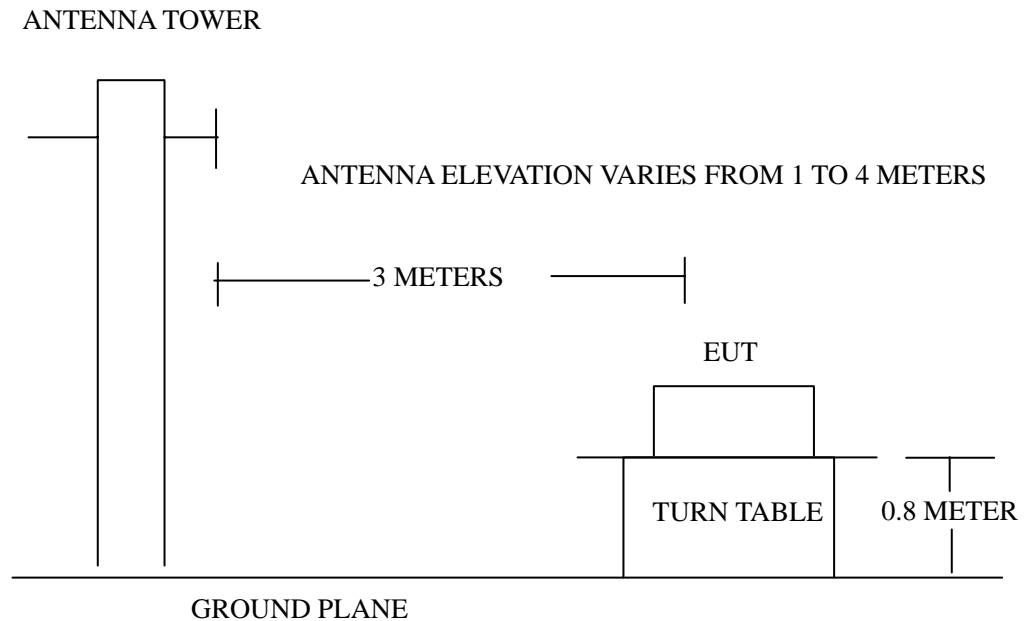 ANTENNA TOWER
ANTENNA ELEVATION VARIES FROM 1 TO 4 METERS
3 METERS
EUT
TURN TABLE
0.8 METER
GROUND PLANE